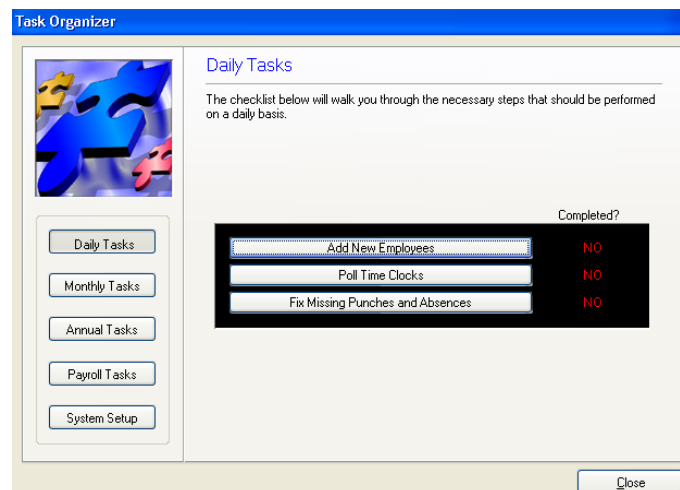 Task Organizer
Daily Tasks
The checklist below will walk you through the necessary steps that should be performed
on a daily basis.
Completed?
Add New Employees NO
Poll Time Clocks NO
Fix Missing Punches and Absences NO
Daily Tasks
Monthly Tasks
Annual Tasks
Payroll Tasks
System Setup
Close